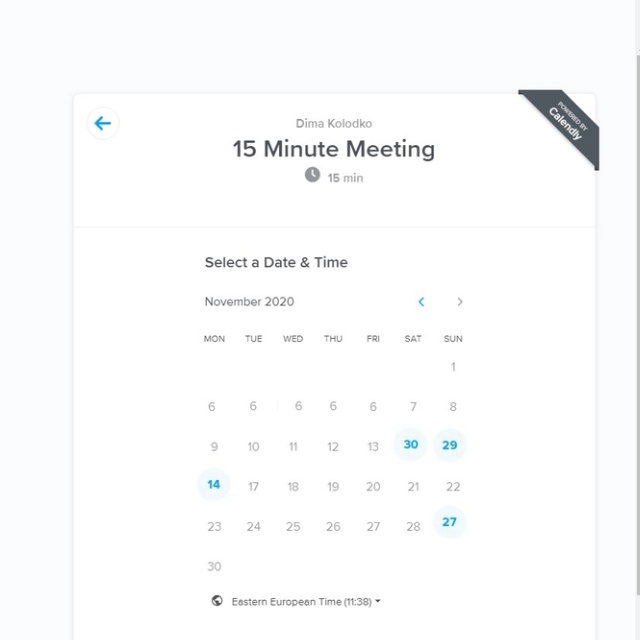 POWERED BY
Calendly
Dima Kolodko
15 Minute Meeting
15 min
Select a Date & Time
November 2020
MON TUE WED THU FRI SAT SUN
1
6 6 6 6 6 7 8
9 10 11 12 13 30 29
14 17 18 19 20 21 22
23 24 25 26 27 28 27
30
Eastern European Time (11:38)